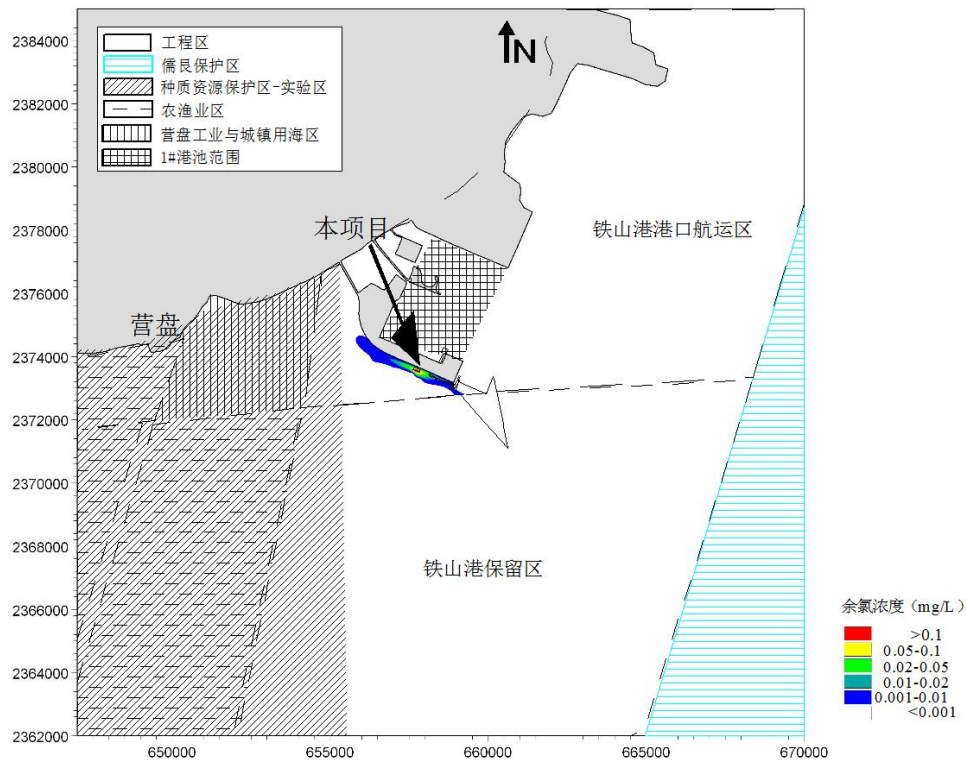 2384000
2382000
2380000
2378000
2376000
2374000
2372000
2370000
2368000
2366000
2364000
2362000
工程区
儒艮保护区
种质资源保护区-实验区
农渔业区
营盘工业与城镇用海区
1#港池范围
N
本项目
铁山港港口航运区
营盘
铁山港保留区
余氯浓度（mg/L）
>0.1
0.05-0.1
0.02-0.05
0.01-0.02
0.001-0.01
<0.001
650000
655000
660000
665000
670000